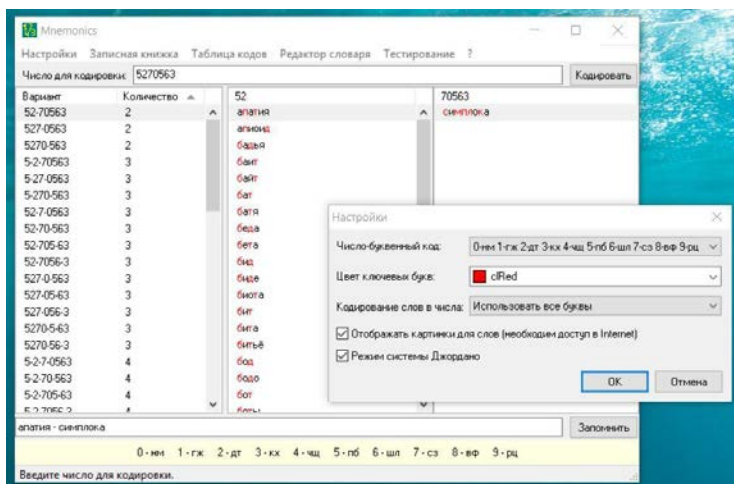 Mnemonics
Настройки Записная книжка Таблица кодов Редактор словаря Тестирование ?
Число для кодировки: 5270563 Кодировать
Вариант Количество 52 70563
52-70563 2 апатия симплока
527-0563 2 апиоид
5270-563 2 бадья
5-2-70563 3 баит
5-27-0563 3 байт
5-270-563 3 бат
52-7-0563 3 батя
52-70-563 3 беда
52-705-63 3 бета
52-7056-3 3 бид
527-0-563 3 биде
527-05-63 3 биота
527-056-3 3 бит
5270-5-63 3 бита
5270-56-3 3 битьё
5-2-7-0563 4 бод
5-2-70-563 4 бодо
5-2-705-63 4 бот
5-2-7056-3 4 боты
Настройки
Число-буквенный код: 0-нм 1-гж 2-дт 3-кх 4-чщ 5-пб 6-шл 7-сз 8-вф 9-рц
Цвет ключевых букв: clRed
Кодирование слов в числа: Использовать все буквы
Отображать картинки для слов (необходим доступ в Internet)
Режим системы Джордано
OK Отмена
апатия - симплока Запомнить
0 - нм 1 - гж 2 - дт 3 - кх 4 - чщ 5 - пб 6 - шл 7 - сз 8 - вф 9 - рц
Введите число для кодировки.